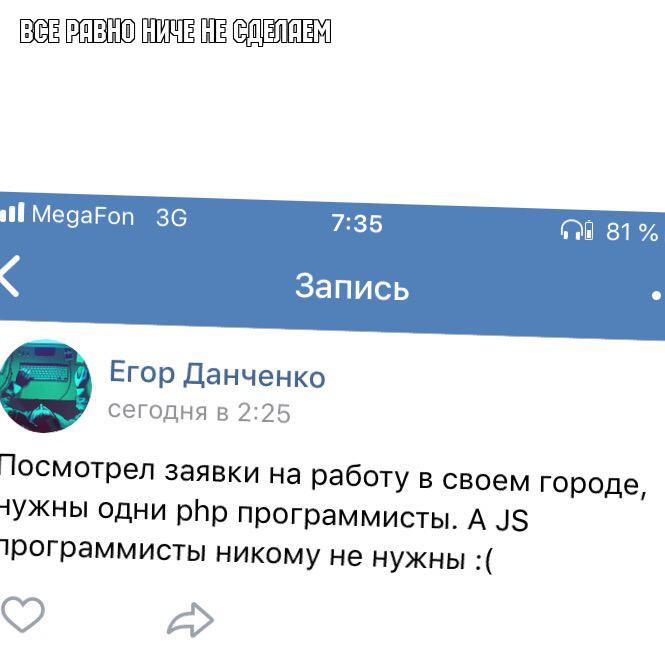 ВСЕ РАВНО НИЧЕ НЕ СДЕЛАЕМ
MegaFon 3G 7:35 81 %
Запись
Егор Данченко
сегодня в 2:25
Посмотрел заявки на работу в своем городе,
нужны одни php программисты. А JS
программисты никому не нужны :(